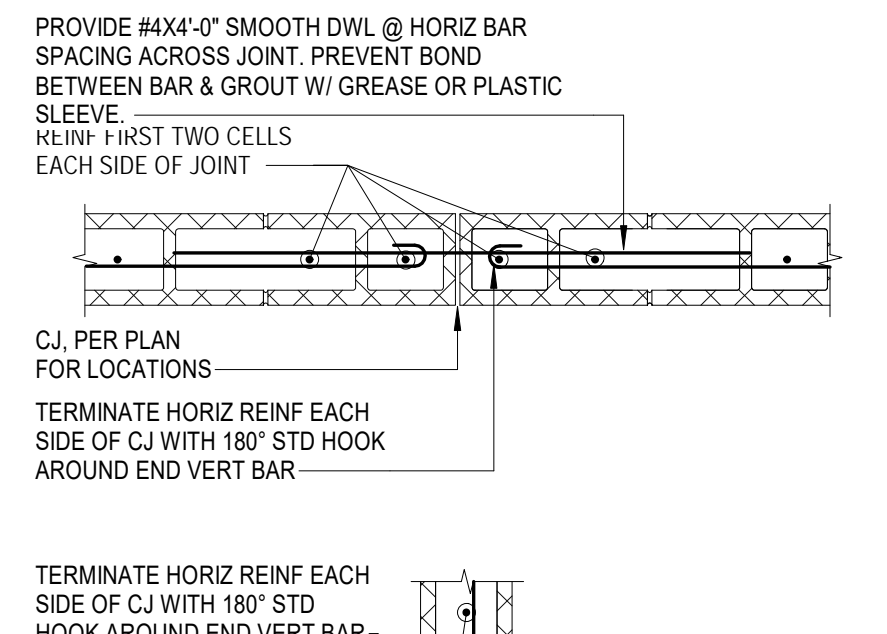 PROVIDE #4X4'-0" SMOOTH DWL @ HORIZ BAR
SPACING ACROSS JOINT. PREVENT BOND
BETWEEN BAR & GROUT W/ GREASE OR PLASTIC
SLEEVE.
REINF FIRST TWO CELLS
EACH SIDE OF JOINT
CJ, PER PLAN
FOR LOCATIONS
TERMINATE HORIZ REINF EACH
SIDE OF CJ WITH 180° STD HOOK
AROUND END VERT BAR
TERMINATE HORIZ REINF EACH
SIDE OF CJ WITH 180° STD
HOOK AROUND END VERT BAR